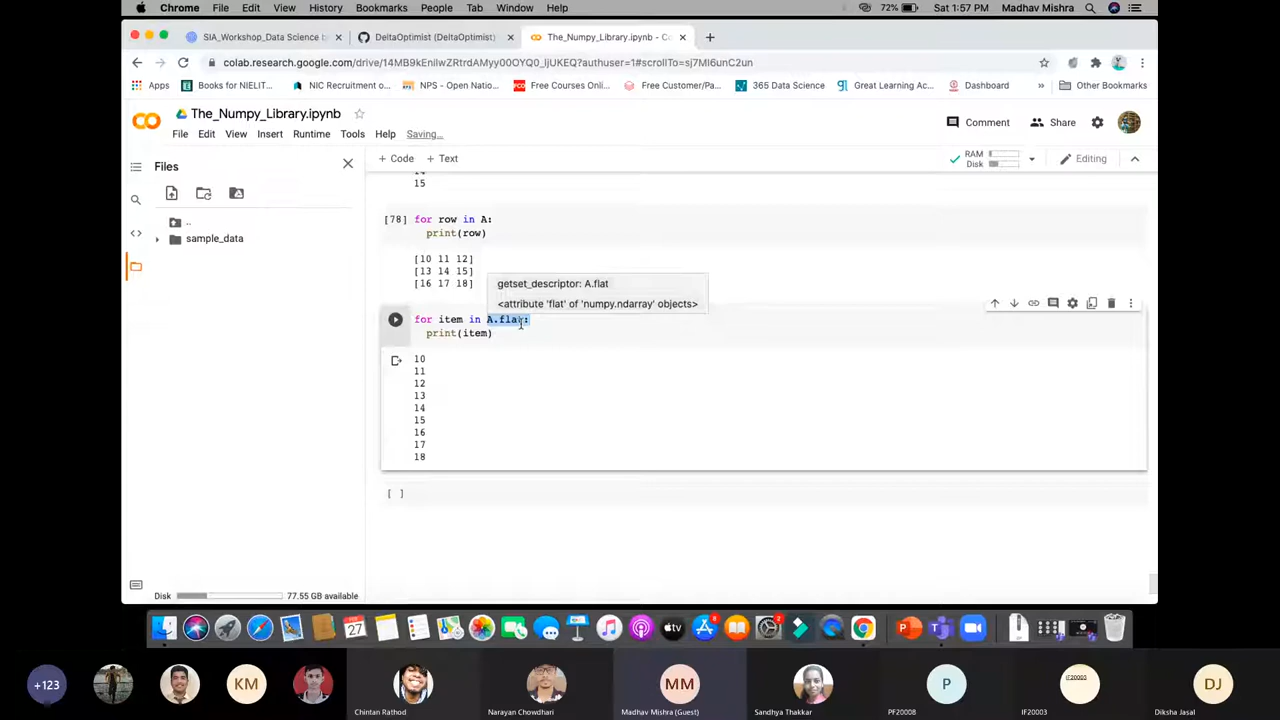 Chrome File Edit View History Bookmarks People Tab Window Help 72% Sat 1:57 PM Madhav Mishra
SIA_Workshop_Data Science b DeltaOptimist (DeltaOptimist) The_Numpy_Library.ipynb - Co
colab.research.google.com/drive/14MB9kEnilwZRtrdAMyy00OYQ0_ljUKEQ?authuser=1#scrollTo=sj7MI6unC2un
Apps Books for NIELIT... NIC Recruitment o... NPS - Open Natio... Free Courses Onli... Free Customer/Pa... 365 Data Science Great Learning Ac... Dashboard Other Bookmarks
The_Numpy_Library.ipynb
Comment Share
File Edit View Insert Runtime Tools Help Saving...
Files
+ Code + Text
RAM
Disk
Editing
15
..
sample_data
[78] for row in A:
print(row)
[10 11 12]
[13 14 15]
[16 17 18]
getset_descriptor: A.flat
<attribute 'flat' of 'numpy.ndarray' objects>
for item in A.flat:
print(item)
10
11
12
13
14
15
16
17
18
[ ]
Disk 77.55 GB available
FEB
27
+123
KM
MM
P
IF20003
DJ
Chintan Rathod Narayan Chowdhari Madhav Mishra (Guest) Sandhya Thakkar PF20008 IF20003 Diksha Jasal